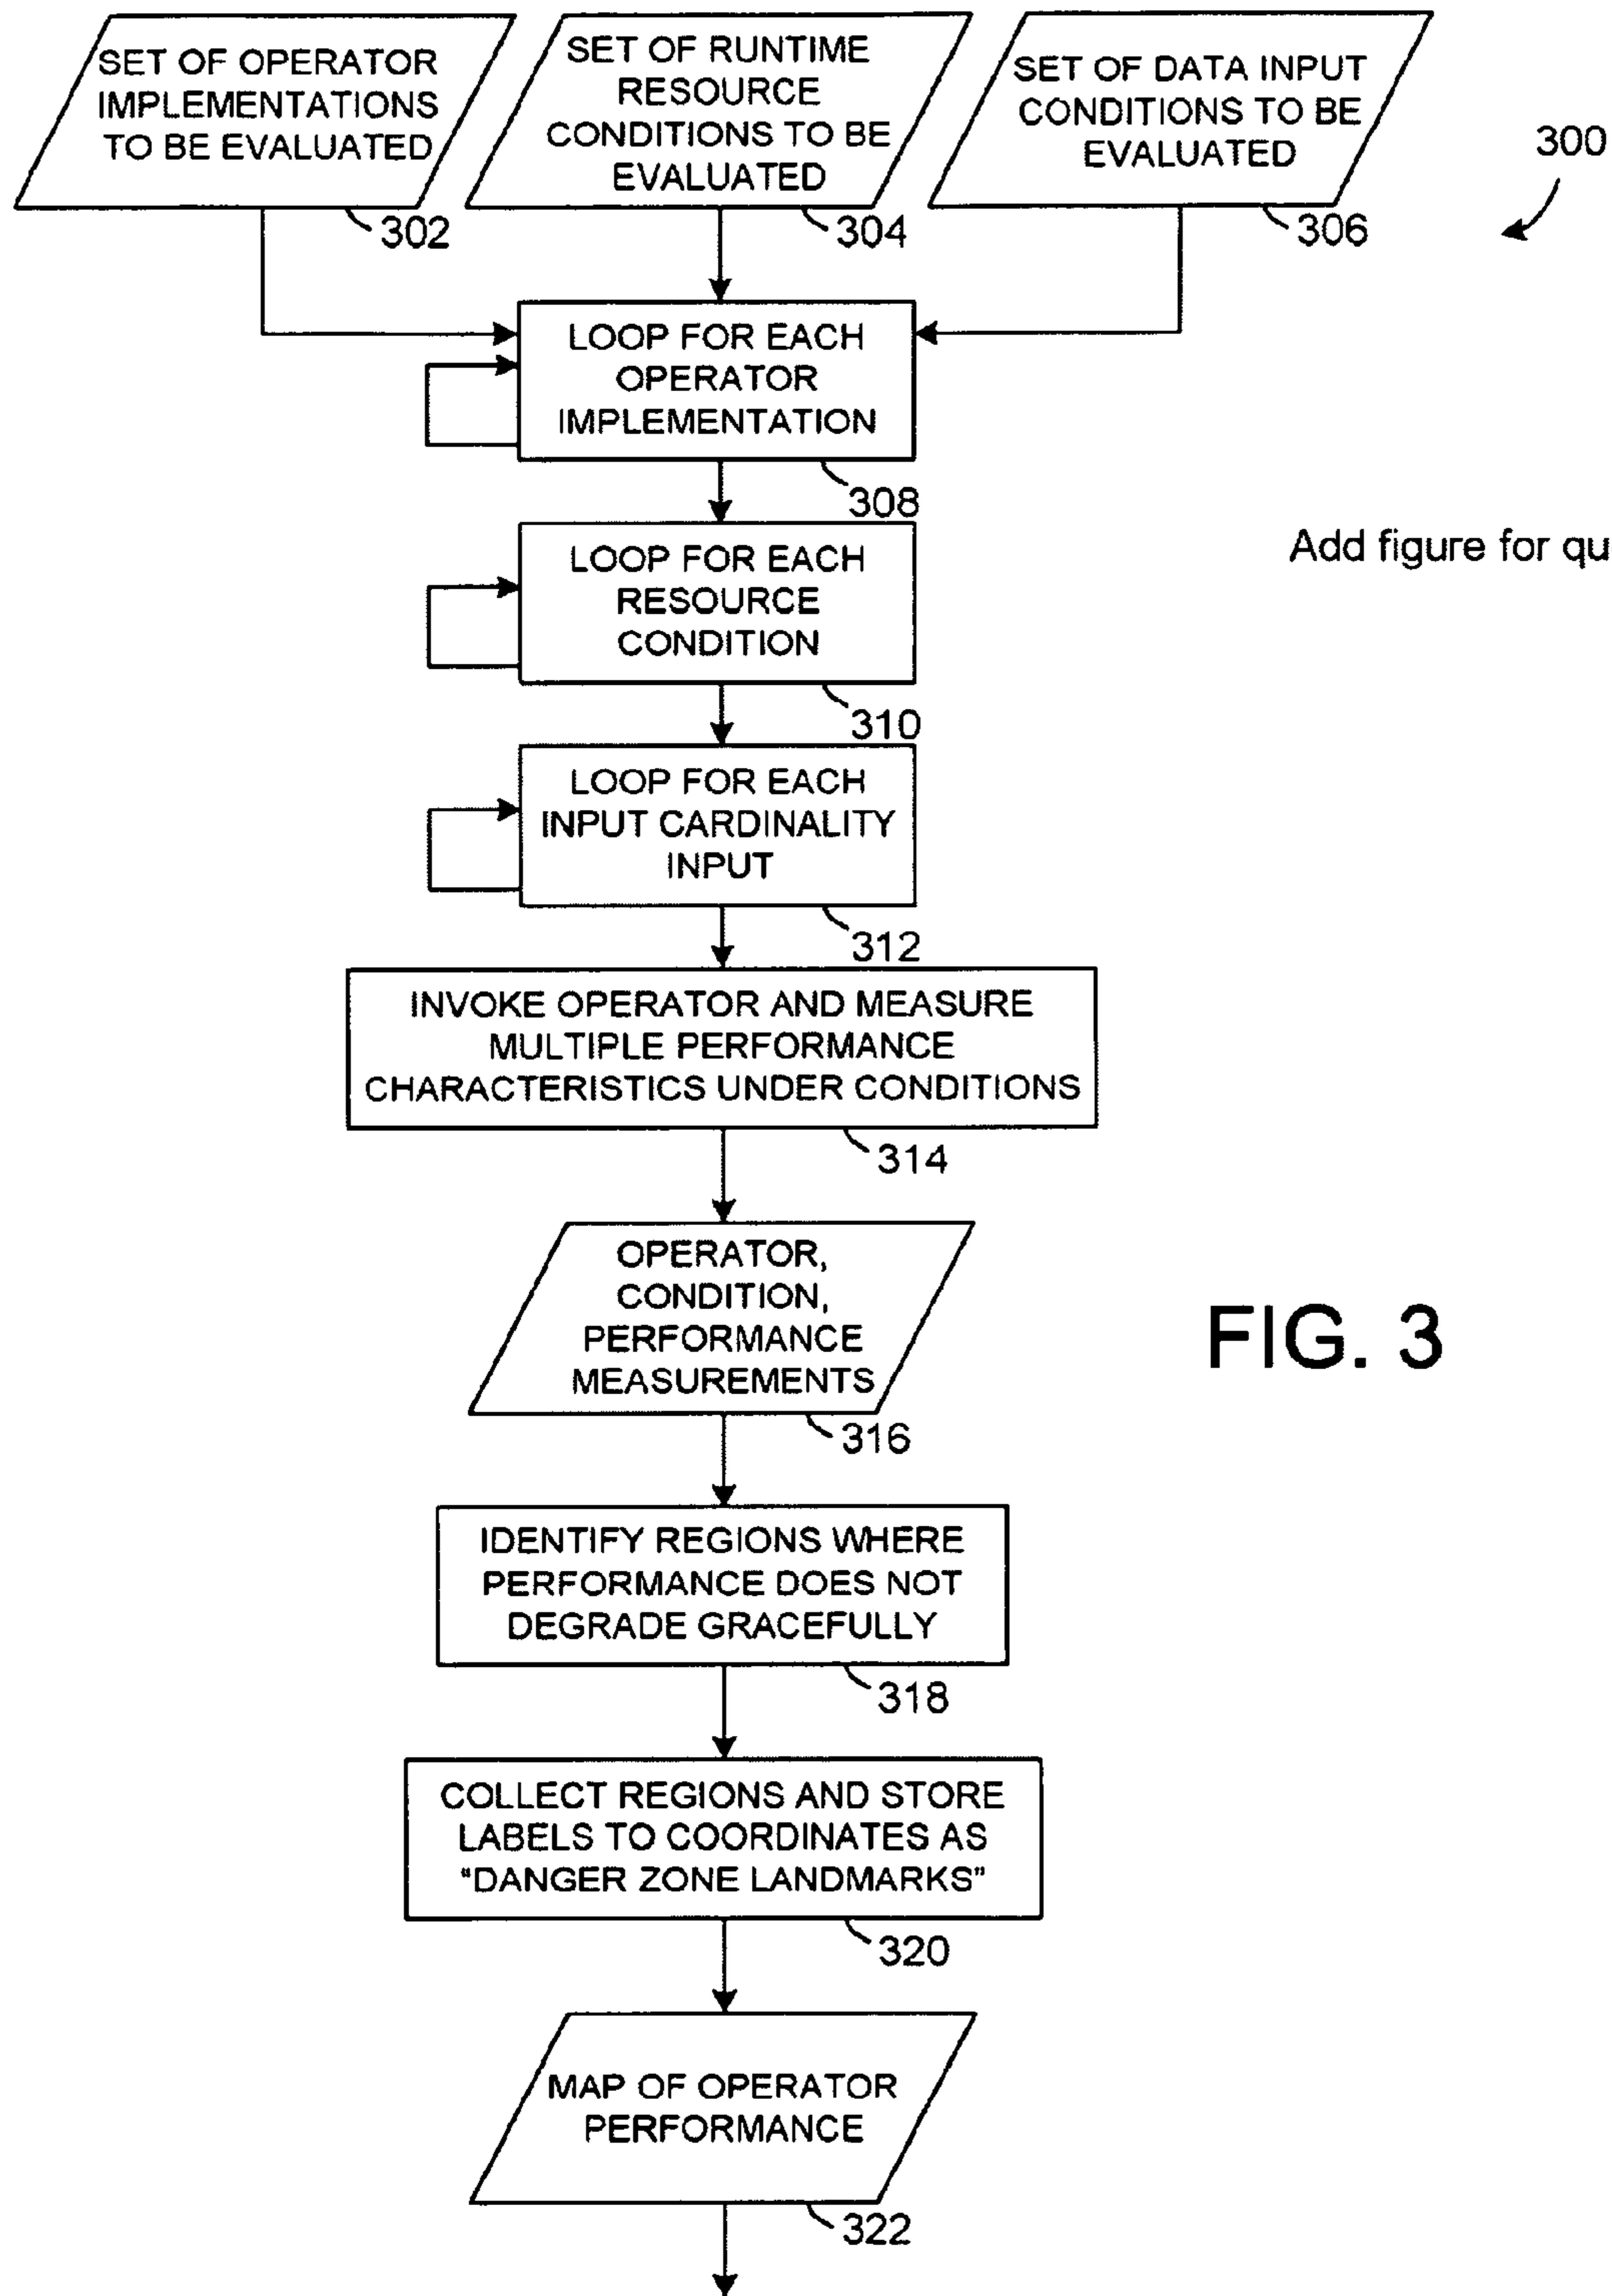 SET OF OPERATOR
IMPLEMENTATIONS
TO BE EVALUATED
302
SET OF RUNTIME
RESOURCE
CONDITIONS TO BE
EVALUATED
304
SET OF DATA INPUT
CONDITIONS TO BE
EVALUATED
306
300
LOOP FOR EACH
OPERATOR
IMPLEMENTATION
308
Add figure for qu
LOOP FOR EACH
RESOURCE
CONDITION
310
LOOP FOR EACH
INPUT CARDINALITY
INPUT
312
INVOKE OPERATOR AND MEASURE
MULTIPLE PERFORMANCE
CHARACTERISTICS UNDER CONDITIONS
314
OPERATOR,
CONDITION,
PERFORMANCE
MEASUREMENTS
316
FIG. 3
IDENTIFY REGIONS WHERE
PERFORMANCE DOES NOT
DEGRADE GRACEFULLY
318
COLLECT REGIONS AND STORE
LABELS TO COORDINATES AS
“DANGER ZONE LANDMARKS”
320
MAP OF OPERATOR
PERFORMANCE
322